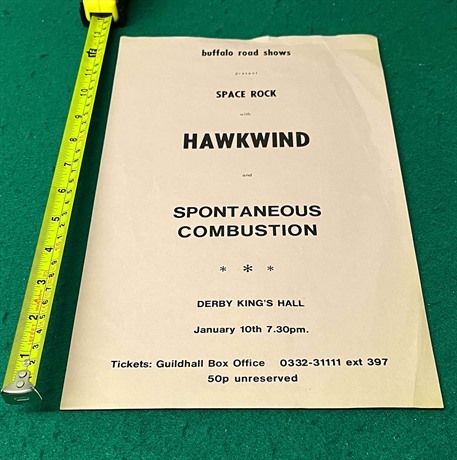 buffalo road shows
present
SPACE ROCK
with
HAWKWIND
and
SPONTANEOUS
COMBUSTION
* * *
DERBY KING'S HALL
January 10th 7.30pm.
Tickets: Guildhall Box Office 0332-31111 ext 397
50p unreserved